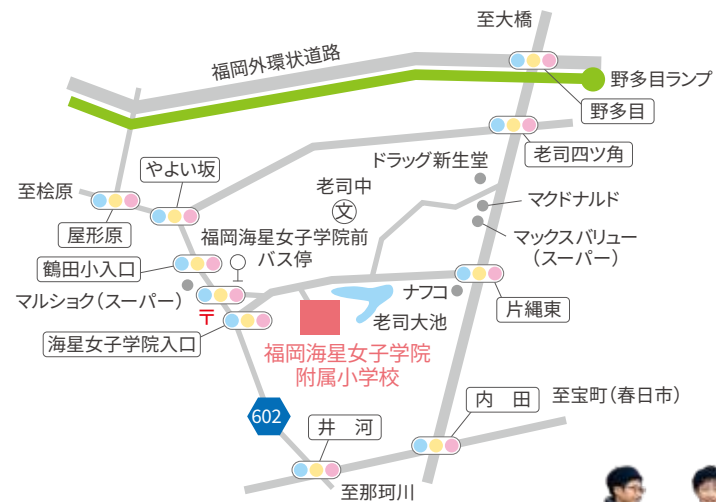 至大橋
福岡外環状道路
野多目ランプ
野多目
ドラッグ新生堂
老司四ツ角
やよい坂
老司中
文
至桧原
マクドナルド
屋形原
福岡海星女子学院前
バス停
マックスバリュー
（スーパー）
鶴田小入口
マルショク（スーパー）
ナフコ
〒
老司大池
片縄東
海星女子学院入口
福岡海星女子学院
附属小学校
602
井　河
内　田
至宝町（春日市）
至那珂川